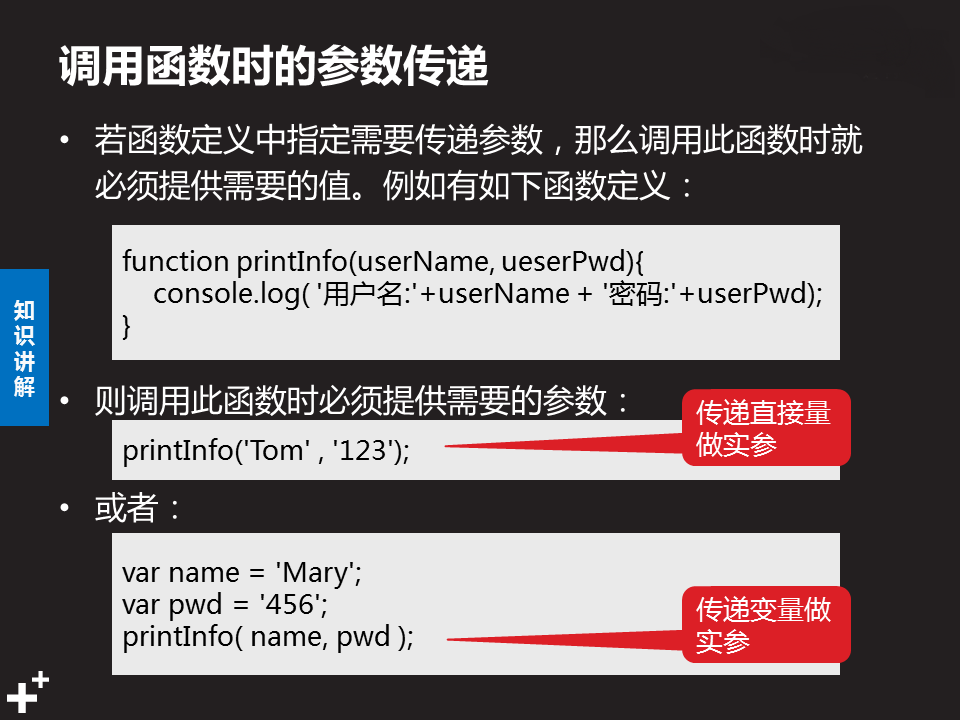 调用函数时的参数传递
• 若函数定义中指定需要传递参数，那么调用此函数时就
必须提供需要的值。例如有如下函数定义：
function printInfo(userName, ueserPwd){
console.log( '用户名:'+userName + '密码:'+userPwd);
}
知识讲解
• 则调用此函数时必须提供需要的参数：
传递直接量
做实参
printInfo('Tom' , '123');
• 或者：
var name = 'Mary';
var pwd = '456';
printInfo( name, pwd );
传递变量做
实参